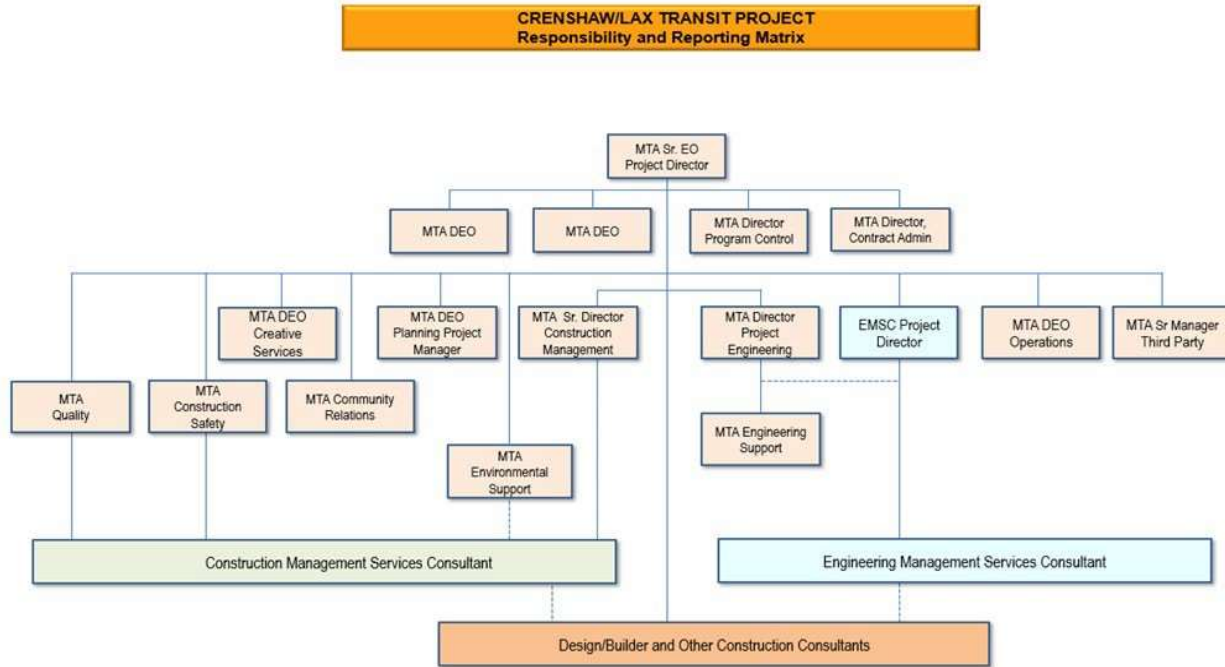 CRENSHAW/LAX TRANSIT PROJECT
Responsibility and Reporting Matrix
MTA Sr. EO
Project Director
MTA DEO
MTA DEO
MTA Director
Program Control
MTA Director,
Contract Admin
MTA DEO
Creative
Services
MTA DEO
Planning Project
Manager
MTA Sr. Director
Construction
Management
MTA Director
Project
Engineering
EMSC Project
Director
MTA DEO
Operations
MTA Sr Manager
Third Party
MTA
Quality
MTA
Construction
Safety
MTA Community
Relations
MTA Engineering
Support
MTA
Environmental
Support
Construction Management Services Consultant
Engineering Management Services Consultant
Design/Builder and Other Construction Consultants